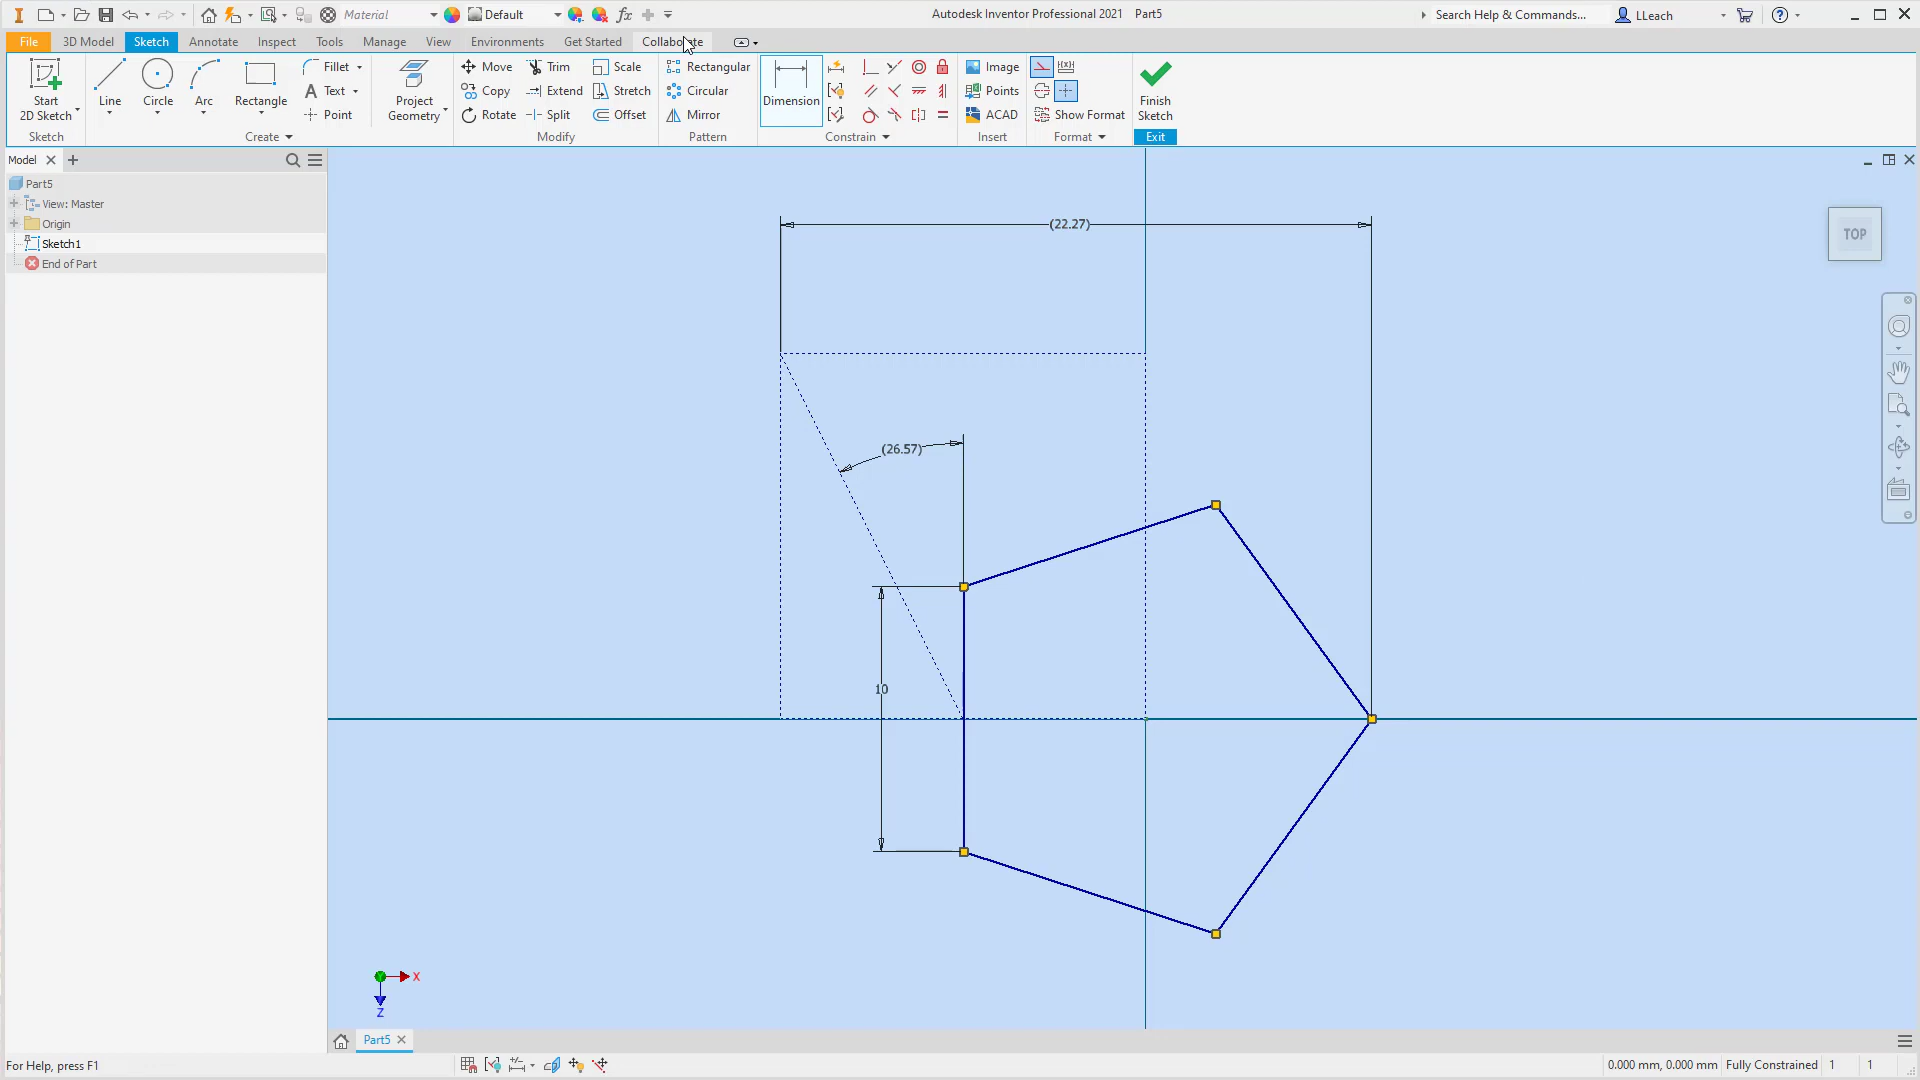 Material
Default
fx
Autodesk Inventor Professional 2021 Part5
Search Help & Commands...
LLeach
File 3D Model Sketch Annotate Inspect Tools Manage View Environments Get Started Collaborate
Start
2D Sketch
Line
Circle
Arc
Rectangle
Fillet
Text
Point
Project
Geometry
Move
Copy
Rotate
Trim
Extend
Split
Scale
Stretch
Offset
Rectangular
Circular
Mirror
Dimension
Image
Points
ACAD
Show Format
Finish
Sketch
Sketch Create Modify Pattern Constrain Insert Format Exit
Model
Part5
View: Master
Origin
Sketch1
End of Part
(22.27)
TOP
(26.57)
10
X
Z
Part5
For Help, press F1
0.000 mm, 0.000 mm Fully Constrained 1 1